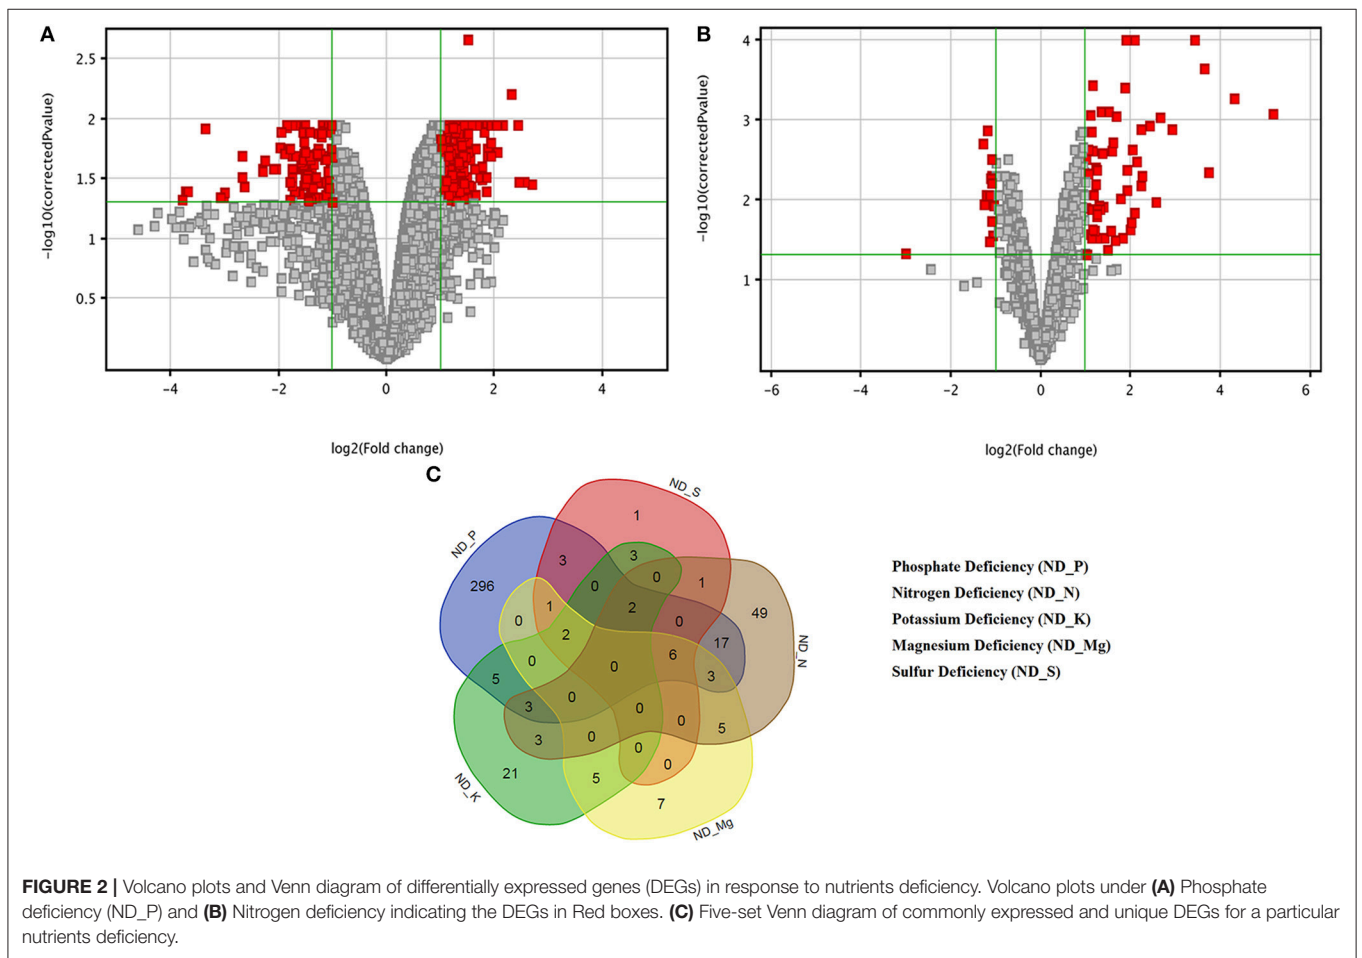 A
2.5
2
1.5
1
0.5
−4
−2
0
2
4
−log10(correctedPvalue)
log2(Fold change)
B
4
3
2
1
−6
−4
−2
0
2
4
6
−log10(correctedPvalue)
log2(Fold change)
C
ND_S
ND_P
ND_N
ND_K
ND_Mg
1
3
3
296
0
0
1
49
0
1
2
0
17
2
0
0
6
3
5
3
0
0
0
5
3
0
0
21
5
0
7
Phosphate Deficiency (ND_P)
Nitrogen Deficiency (ND_N)
Potassium Deficiency (ND_K)
Magnesium Deficiency (ND_Mg)
Sulfur Deficiency (ND_S)
FIGURE 2 | Volcano plots and Venn diagram of differentially expressed genes (DEGs) in response to nutrients deficiency. Volcano plots under (A) Phosphate
deficiency (ND_P) and (B) Nitrogen deficiency indicating the DEGs in Red boxes. (C) Five-set Venn diagram of commonly expressed and unique DEGs for a particular
nutrients deficiency.